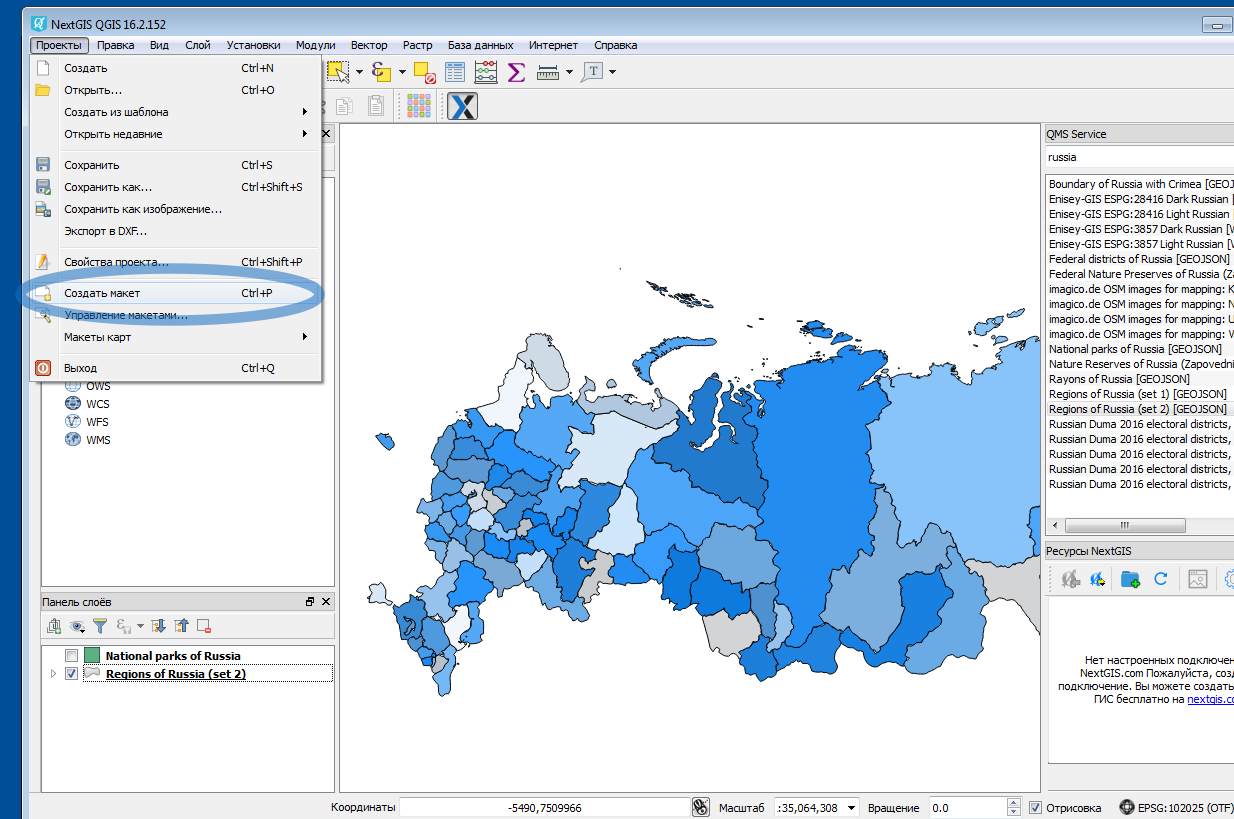 NextGIS QGIS 16.2.152
Проекты Правка Вид Слой Установки Модули Вектор Растр База данных Интернет Справка
Создать Ctrl+N
Открыть... Ctrl+O
Создать из шаблона
Открыть недавние
Сохранить Ctrl+S
Сохранить как... Ctrl+Shift+S
Сохранить как изображение...
Экспорт в DXF...
Свойства проекта... Ctrl+Shift+P
Создать макет Ctrl+P
Управление макетами...
Макеты карт
Выход Ctrl+Q
OWS
WCS
WFS
WMS
Панель слоёв
National parks of Russia
Regions of Russia (set 2)
QMS Service
russia
Boundary of Russia with Crimea [GEOJ
Enisey-GIS ESPG:28416 Dark Russian [
Enisey-GIS ESPG:28416 Light Russian
Enisey-GIS ESPG:3857 Dark Russian [W
Enisey-GIS ESPG:3857 Light Russian [W
Federal districts of Russia [GEOJSON]
Federal Nature Preserves of Russia (Za
imagico.de OSM images for mapping: K
imagico.de OSM images for mapping: N
imagico.de OSM images for mapping: U
imagico.de OSM images for mapping: W
National parks of Russia [GEOJSON]
Nature Reserves of Russia (Zapovedni
Rayons of Russia [GEOJSON]
Regions of Russia (set 1) [GEOJSON]
Regions of Russia (set 2) [GEOJSON]
Russian Duma 2016 electoral districts,
Russian Duma 2016 electoral districts,
Russian Duma 2016 electoral districts,
Russian Duma 2016 electoral districts,
Russian Duma 2016 electoral districts,
Ресурсы NextGIS
Нет настроенных подключен
NextGIS.com Пожалуйста, созд
подключение. Вы можете создать
ГИС бесплатно на nextgis.co
Координаты -5490,7509966 Масштаб :35,064,308 Вращение 0.0 Отрисовка EPSG:102025 (OTF)